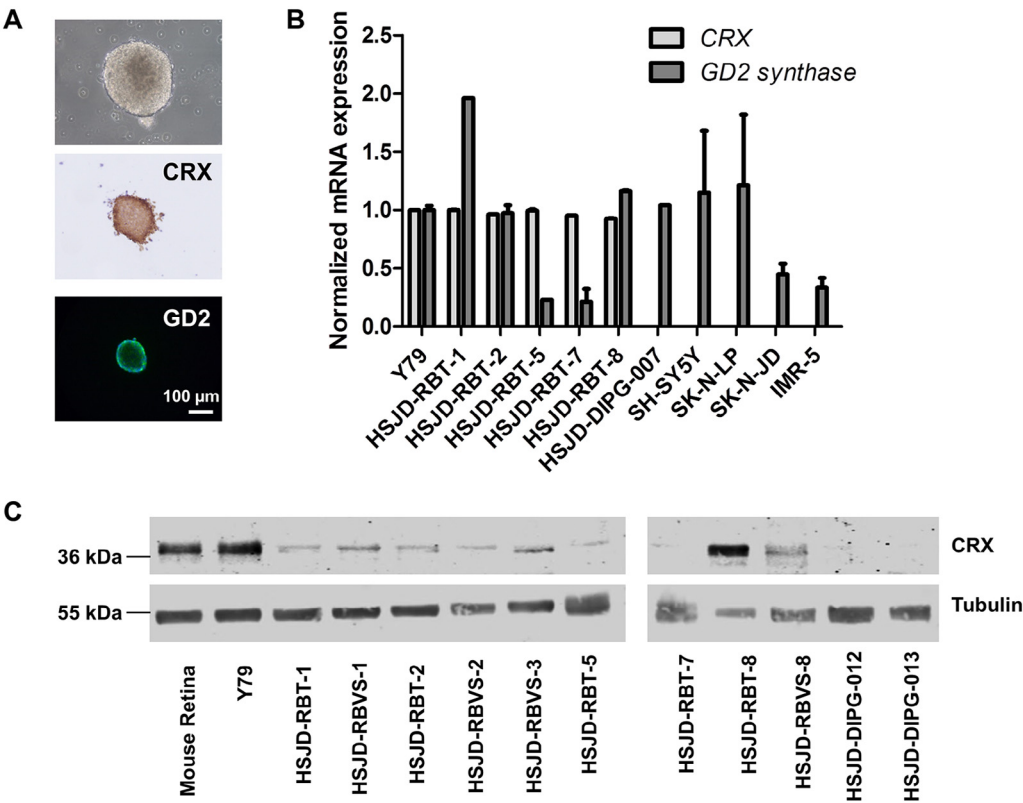 A
CRX
GD2
100 µm
B
Normalized mRNA expression
2.5
2.0
1.5
1.0
0.5
0.0
CRX
GD2 synthase
Y79
HSJD-RBT-1
HSJD-RBT-2
HSJD-RBT-5
HSJD-RBT-7
HSJD-RBT-8
HSJD-DIPG-007
SH-SY5Y
SK-N-LP
SK-N-JD
IMR-5
C
36 kDa
CRX
55 kDa
Tubulin
Mouse Retina
Y79
HSJD-RBT-1
HSJD-RBVS-1
HSJD-RBT-2
HSJD-RBVS-2
HSJD-RBVS-3
HSJD-RBT-5
HSJD-RBT-7
HSJD-RBT-8
HSJD-RBVS-8
HSJD-DIPG-012
HSJD-DIPG-013